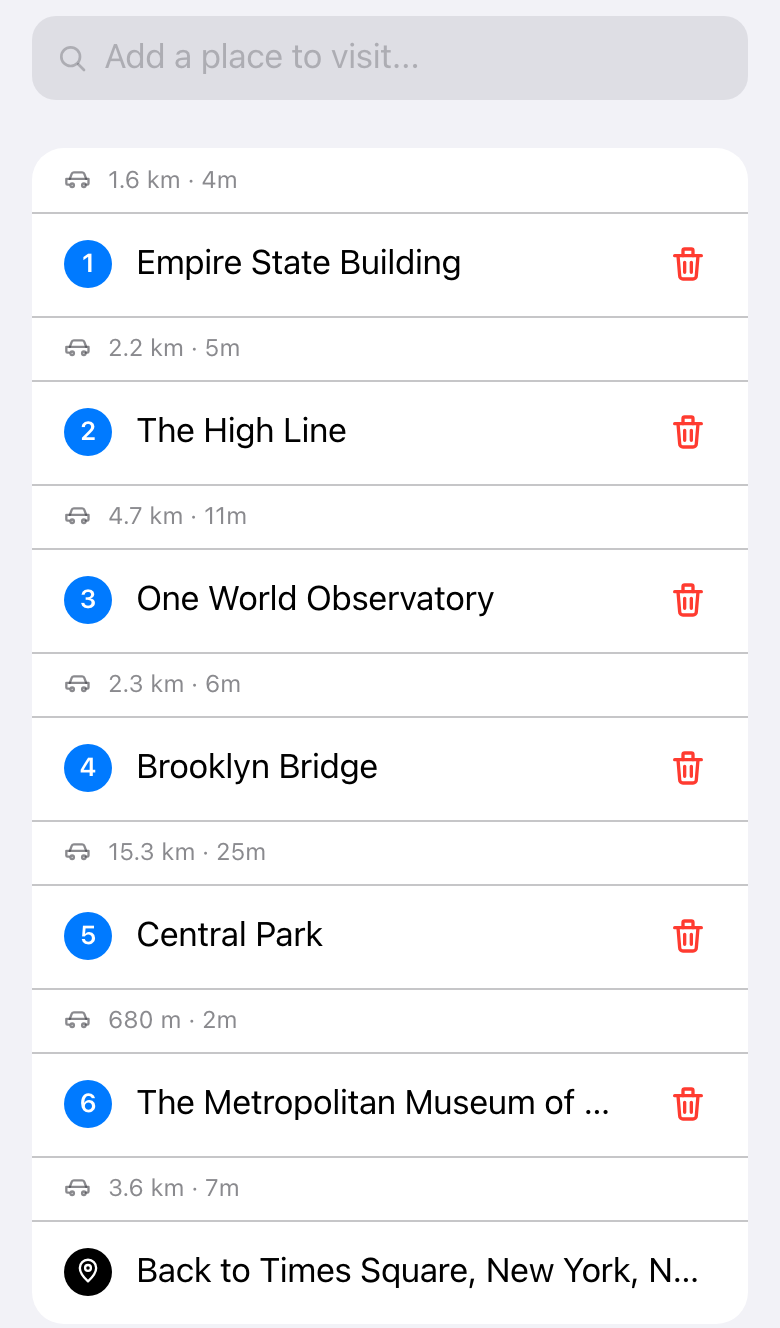 Add a place to visit...
1.6 km · 4m
1 Empire State Building
2.2 km · 5m
2 The High Line
4.7 km · 11m
3 One World Observatory
2.3 km · 6m
4 Brooklyn Bridge
15.3 km · 25m
5 Central Park
680 m · 2m
6 The Metropolitan Museum of ...
3.6 km · 7m
Back to Times Square, New York, N...